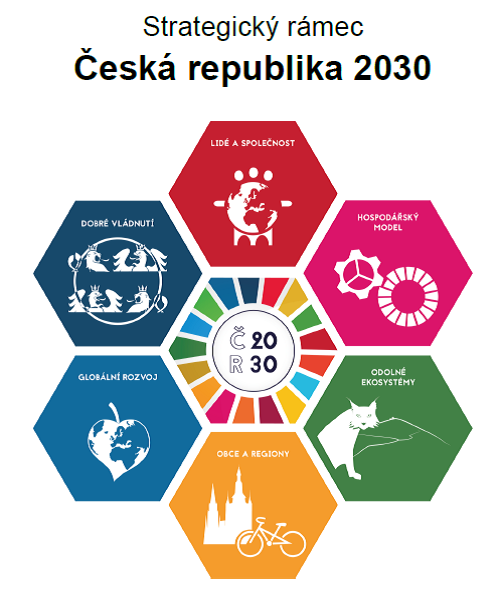 Strategický rámec
Česká republika 2030
LIDÉ A SPOLEČNOST
DOBRÉ VLÁDNUTÍ
HOSPODÁŘSKÝ
MODEL
Č 20
R 30
GLOBÁLNÍ ROZVOJ
ODOLNÉ
EKOSYSTÉMY
OBCE A REGIONY